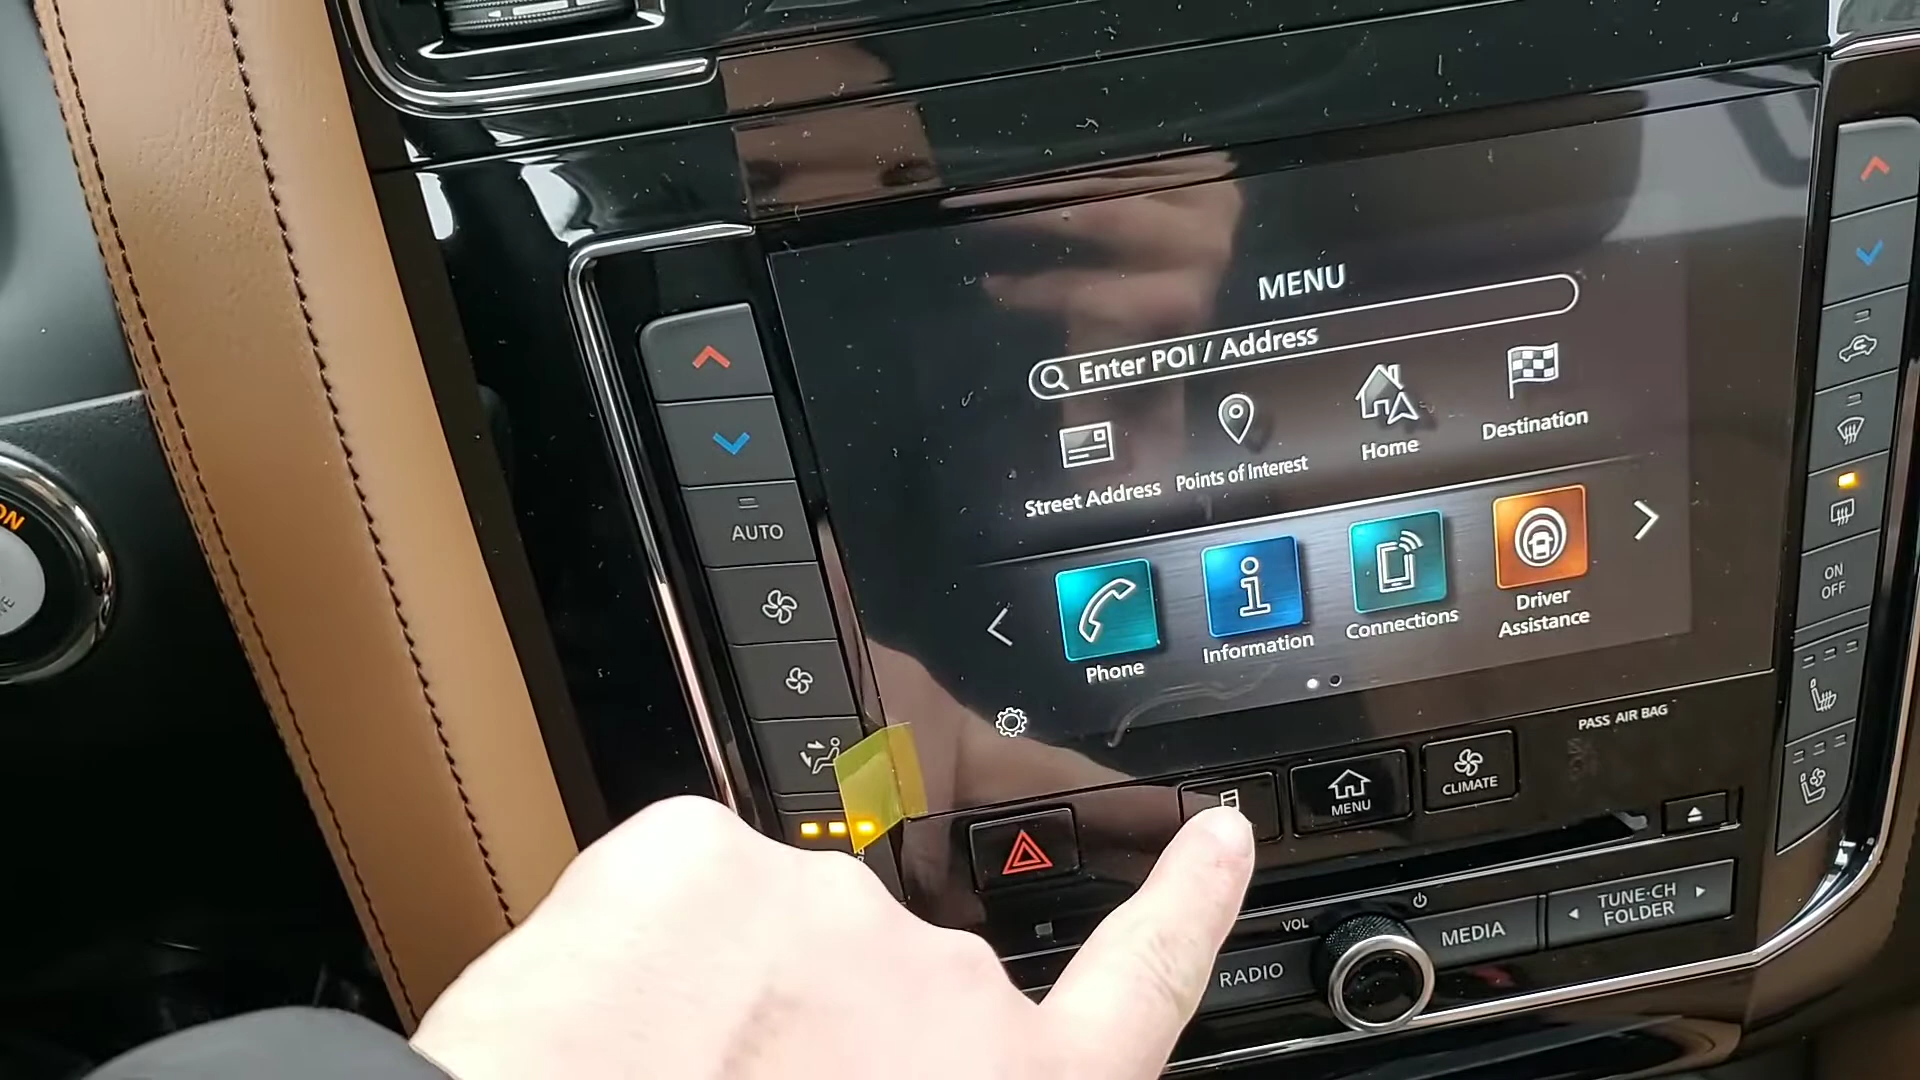 MENU
Enter POI / Address
Street Address
Points of Interest
Home
Destination
Phone
Information
Connections
Driver
Assistance
AUTO
ON
OFF
ON
PASS AIR BAG
MENU
CLIMATE
VOL
RADIO
MEDIA
TUNE·CH
FOLDER